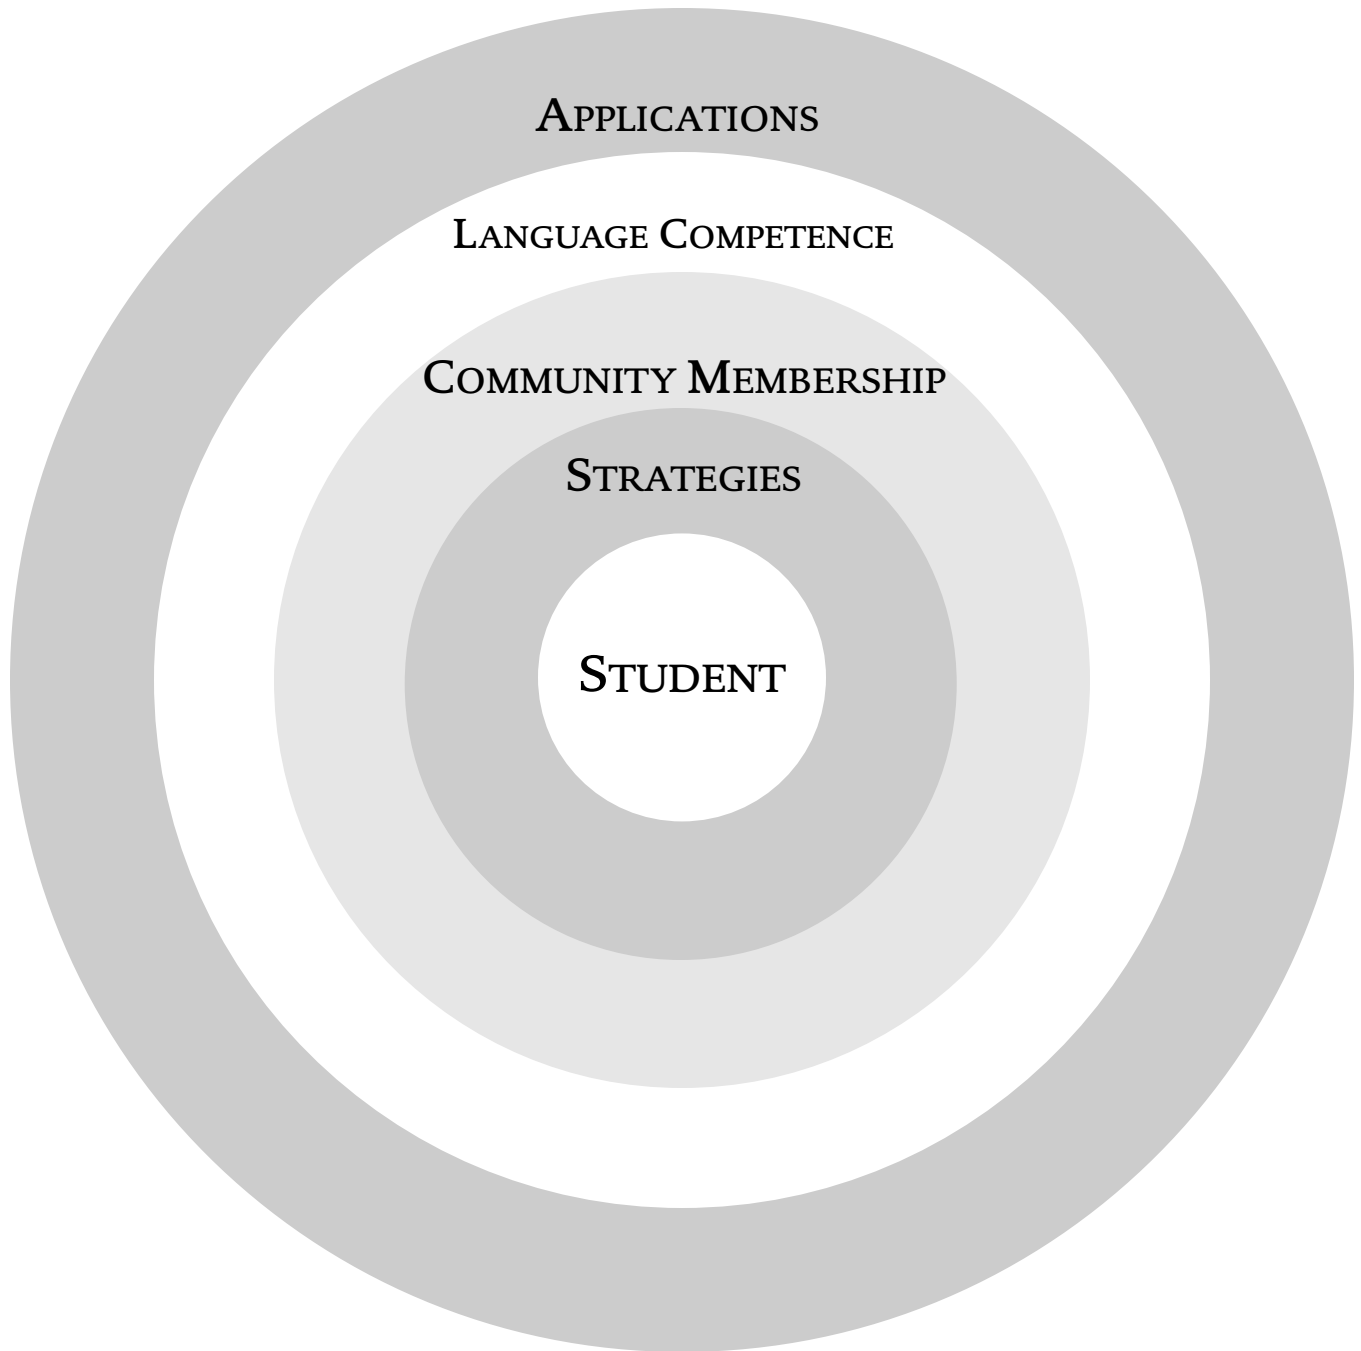 Applications
Language Competence
Community Membership
Strategies
Student